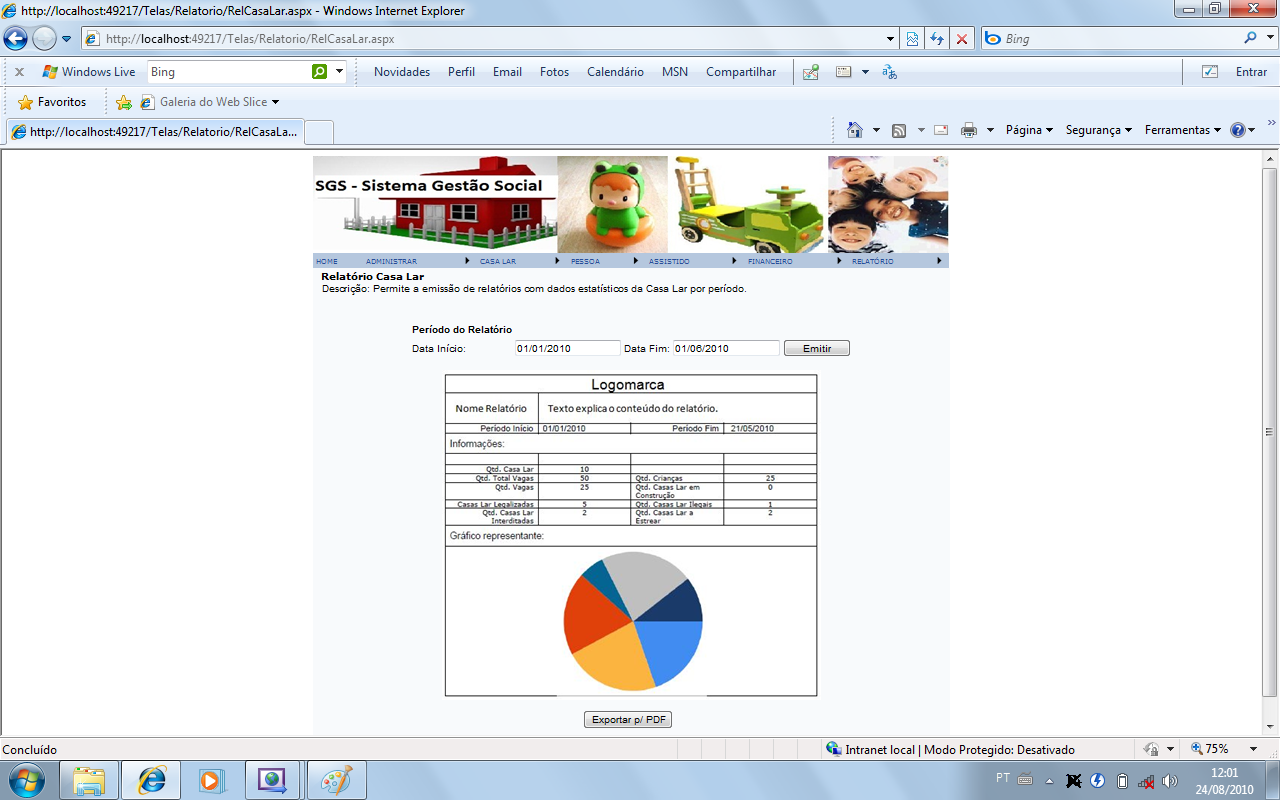 http://localhost:49217/Telas/Relatorio/RelCasaLar.aspx - Windows Internet Explorer
http://localhost:49217/Telas/Relatorio/RelCasaLar.aspx
Bing
Windows Live
Bing
Novidades Perfil Email Fotos Calendário MSN Compartilhar
Entrar
Favoritos
Galeria do Web Slice
http://localhost:49217/Telas/Relatorio/RelCasaLa...
Página Segurança Ferramentas
SGS - Sistema Gestão Social
HOME ADMINISTRAR CASA LAR PESSOA ASSISTIDO FINANCEIRO RELATÓRIO
Relatório Casa Lar
Descrição: Permite a emissão de relatórios com dados estatísticos da Casa Lar por período.
Período do Relatório
Data Início: 01/01/2010 Data Fim: 01/06/2010 Emitir
Logomarca
Nome Relatório Texto explica o conteúdo do relatório.
Período Início 01/01/2010 Período Fim 21/05/2010
Informações:
Qtd. Casa Lar 10
Qtd. Total Vagas 50 Qtd. Crianças 25
Qtd. Vagas 25 Qtd. Casas Lar em Construção 0
Casas Lar Legalizadas 5 Qtd. Casas Lar Ilegais 1
Qtd. Casas Lar Interditadas 2 Qtd. Casas Lar a Estrear 2
Gráfico representante:
Exportar p/ PDF
Concluído
Intranet local | Modo Protegido: Desativado
75%
PT
12:01
24/08/2010